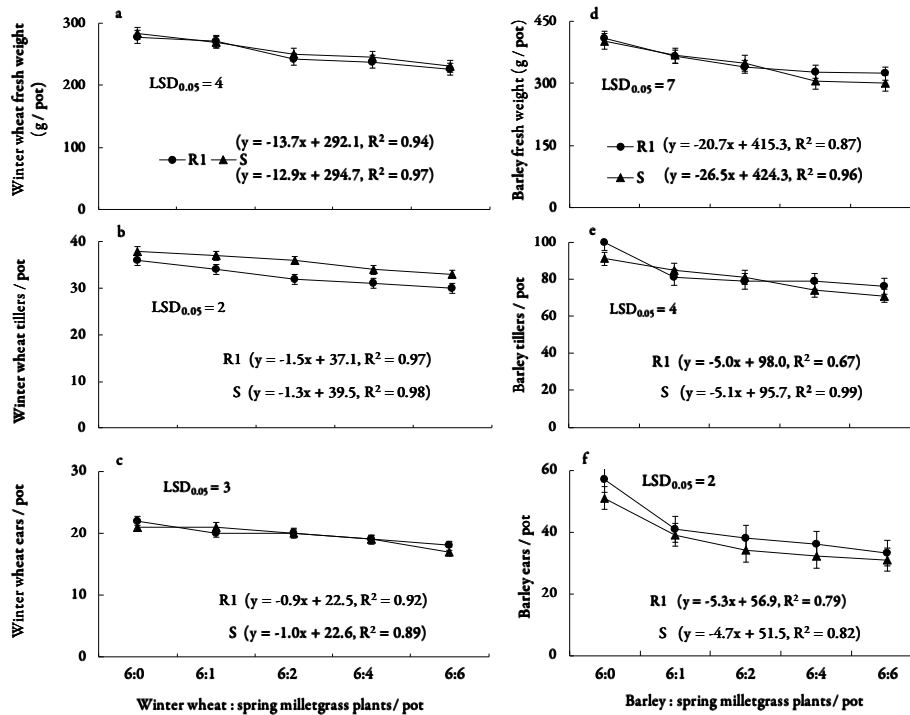 a
300
200
100
0
Winter wheat fresh weight
(g / pot)
LSD0.05 = 4
(y = -13.7x + 292.1, R² = 0.94)
R1 S
(y = -12.9x + 294.7, R² = 0.97)
d
450
300
150
0
Barley fresh weight (g / pot)
LSD0.05 = 7
R1 (y = -20.7x + 415.3, R² = 0.87)
S (y = -26.5x + 424.3, R² = 0.96)
b
40
30
20
10
0
Winter wheat tillers / pot
LSD0.05 = 2
R1 (y = -1.5x + 37.1, R² = 0.97)
S (y = -1.3x + 39.5, R² = 0.98)
e
100
80
60
40
20
0
Barley tillers / pot
LSD0.05 = 4
R1 (y = -5.0x + 98.0, R² = 0.67)
S (y = -5.1x + 95.7, R² = 0.99)
c
30
20
10
0
Winter wheat ears / pot
LSD0.05 = 3
R1 (y = -0.9x + 22.5, R² = 0.92)
S (y = -1.0x + 22.6, R² = 0.89)
6:0 6:1 6:2 6:4 6:6
Winter wheat : spring milletgrass plants/ pot
f
60
40
20
0
Barley ears / pot
LSD0.05 = 2
R1 (y = -5.3x + 56.9, R² = 0.79)
S (y = -4.7x + 51.5, R² = 0.82)
6:0 6:1 6:2 6:4 6:6
Barley : spring milletgrass plants/ pot